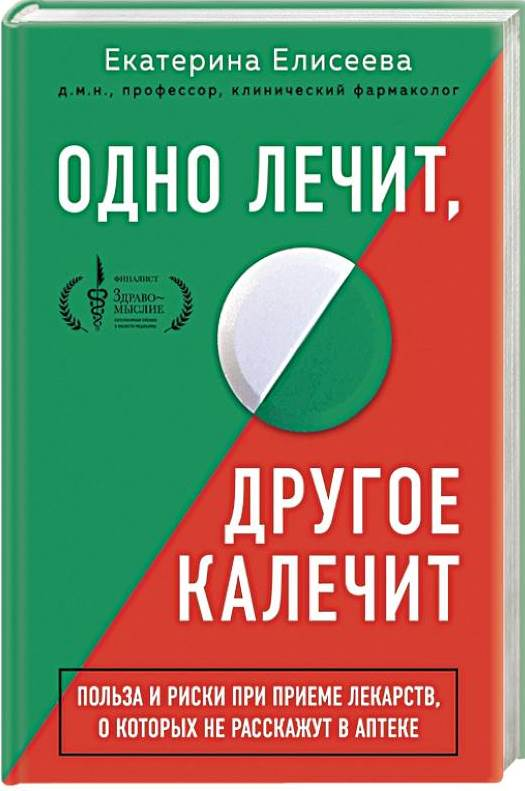 Екатерина Елисеева
д.м.н., профессор, клинический фармаколог
ОДНО ЛЕЧИТ,
ФИНАЛИСТ
ЗДРАВО~
МЫСЛИЕ
ДРУГОЕ
КАЛЕЧИТ
ПОЛЬЗА И РИСКИ ПРИ ПРИЕМЕ ЛЕКАРСТВ,
О КОТОРЫХ НЕ РАССКАЖУТ В АПТЕКЕ